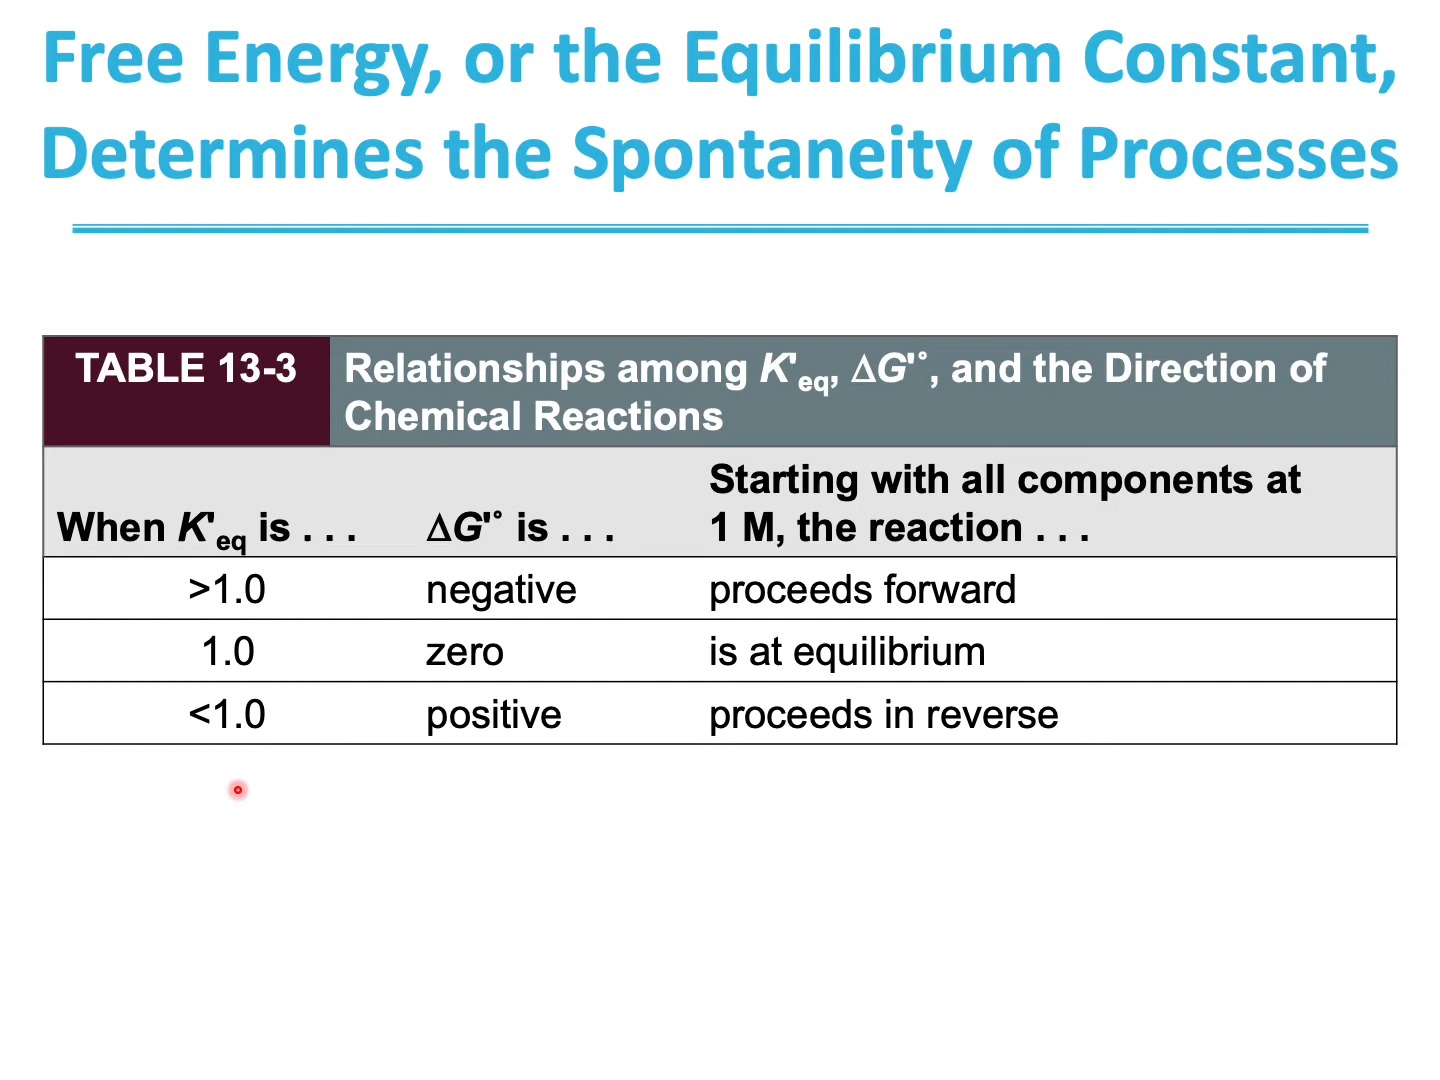 Free Energy, or the Equilibrium Constant,
Determines the Spontaneity of Processes
TABLE 13-3
Relationships among K'eq, ΔG'°, and the Direction of
Chemical Reactions
When K'eq is . . .
ΔG'° is . . .
Starting with all components at
1 M, the reaction . . .
>1.0 negative proceeds forward
1.0 zero is at equilibrium
<1.0 positive proceeds in reverse